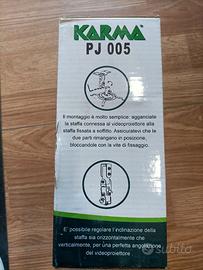 KARMA
PJ 005
Il montaggio è molto semplice: agganciate
la staffa connessa al videoproiettore alla
staffa fissata a soffitto. Assicuratevi che le
due parti rimangano in posizione,
bloccandole con la vite di fissaggio.
E' possibile regolare l'inclinazione della
staffa sia orizzontalmente che
verticalmente, per una perfetta angolazione
del videoproiettore
Subito